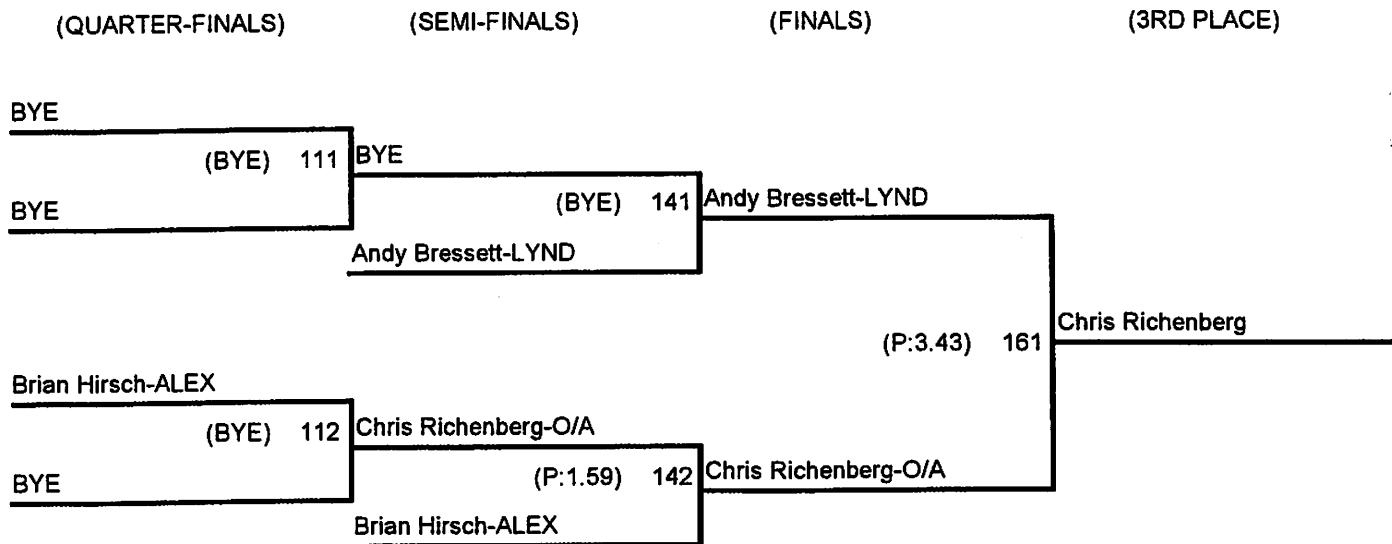 (QUARTER-FINALS) (SEMI-FINALS) (FINALS) (3RD PLACE)
BYE
(BYE) 111 BYE
BYE
(BYE) 141 Andy Bressett-LYND
Andy Bressett-LYND
(P:3.43) 161 Chris Richenberg
Brian Hirsch-ALEX
(BYE) 112 Chris Richenberg-O/A
BYE
(P:1.59) 142 Chris Richenberg-O/A
Brian Hirsch-ALEX